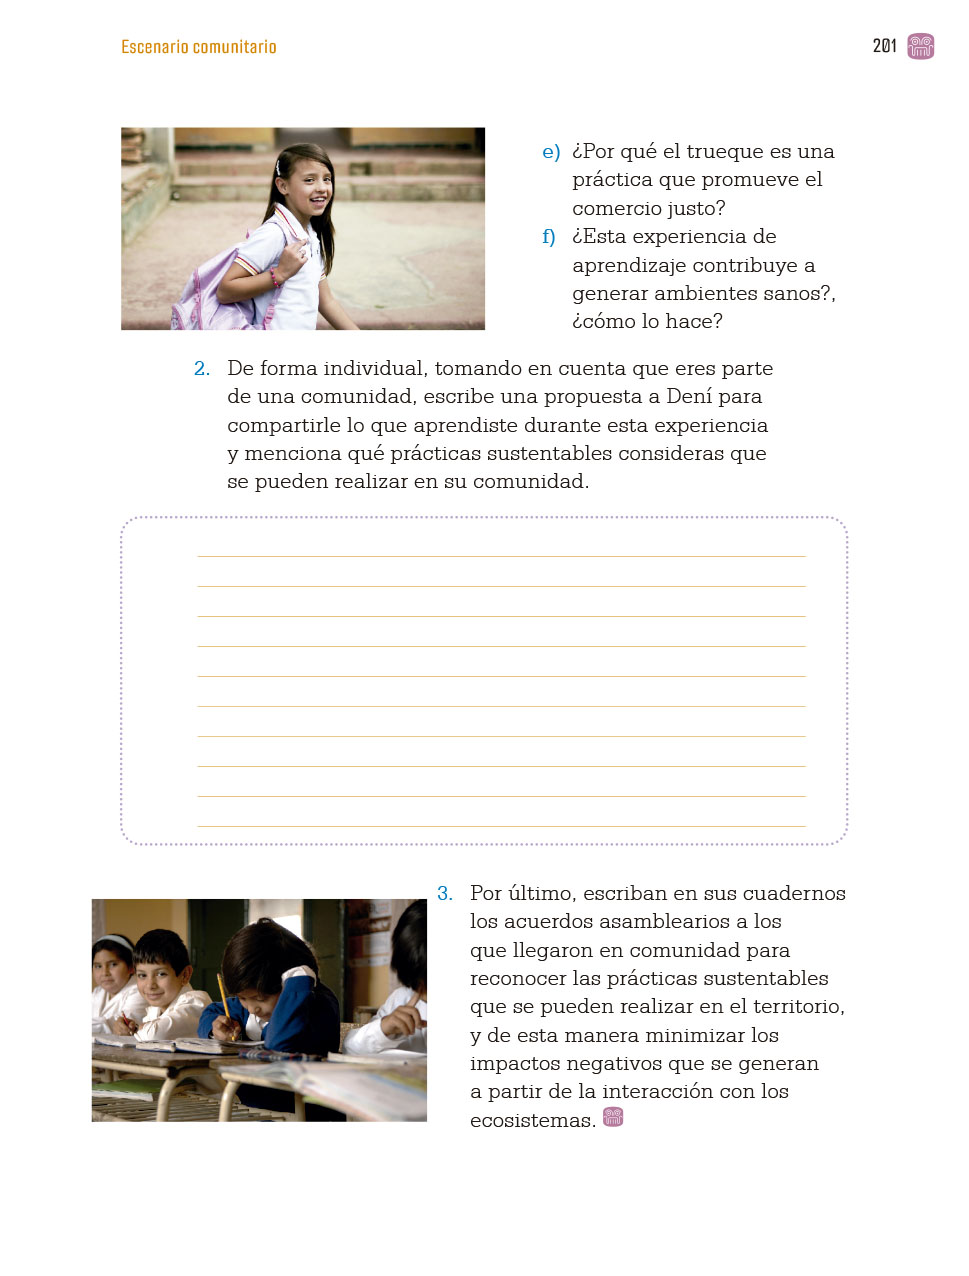 Escenario comunitario
201
e) ¿Por qué el trueque es una
práctica que promueve el
comercio justo?
f) ¿Esta experiencia de
aprendizaje contribuye a
generar ambientes sanos?,
¿cómo lo hace?
2. De forma individual, tomando en cuenta que eres parte
de una comunidad, escribe una propuesta a Dení para
compartirle lo que aprendiste durante esta experiencia
y menciona qué prácticas sustentables consideras que
se pueden realizar en su comunidad.
3. Por último, escriban en sus cuadernos
los acuerdos asamblearios a los
que llegaron en comunidad para
reconocer las prácticas sustentables
que se pueden realizar en el territorio,
y de esta manera minimizar los
impactos negativos que se generan
a partir de la interacción con los
ecosistemas.